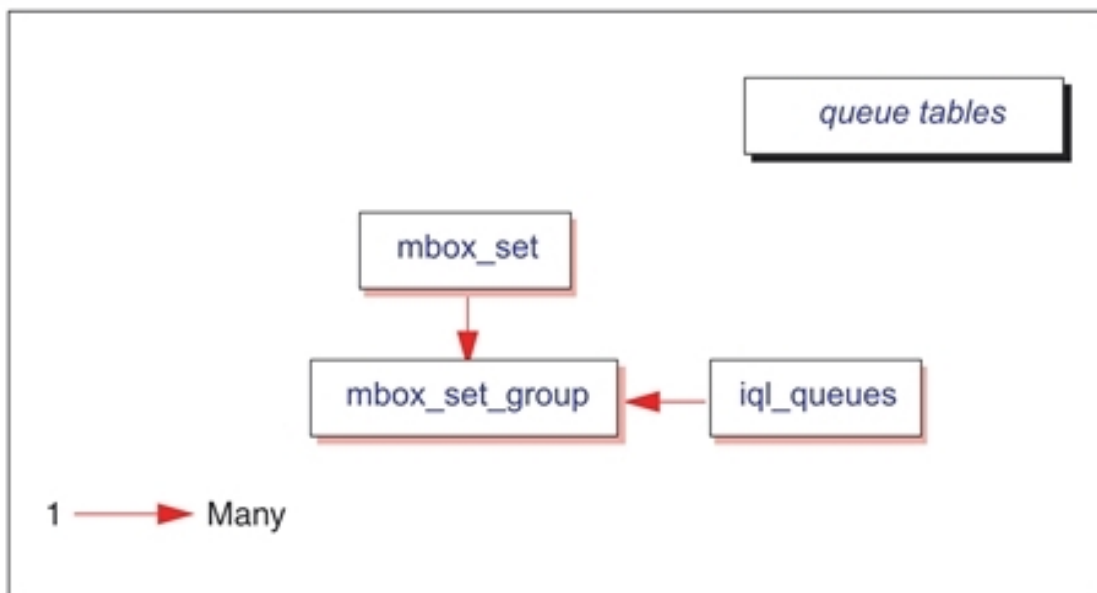 queue tables
mbox_set
mbox_set_group
iql_queues
1
Many